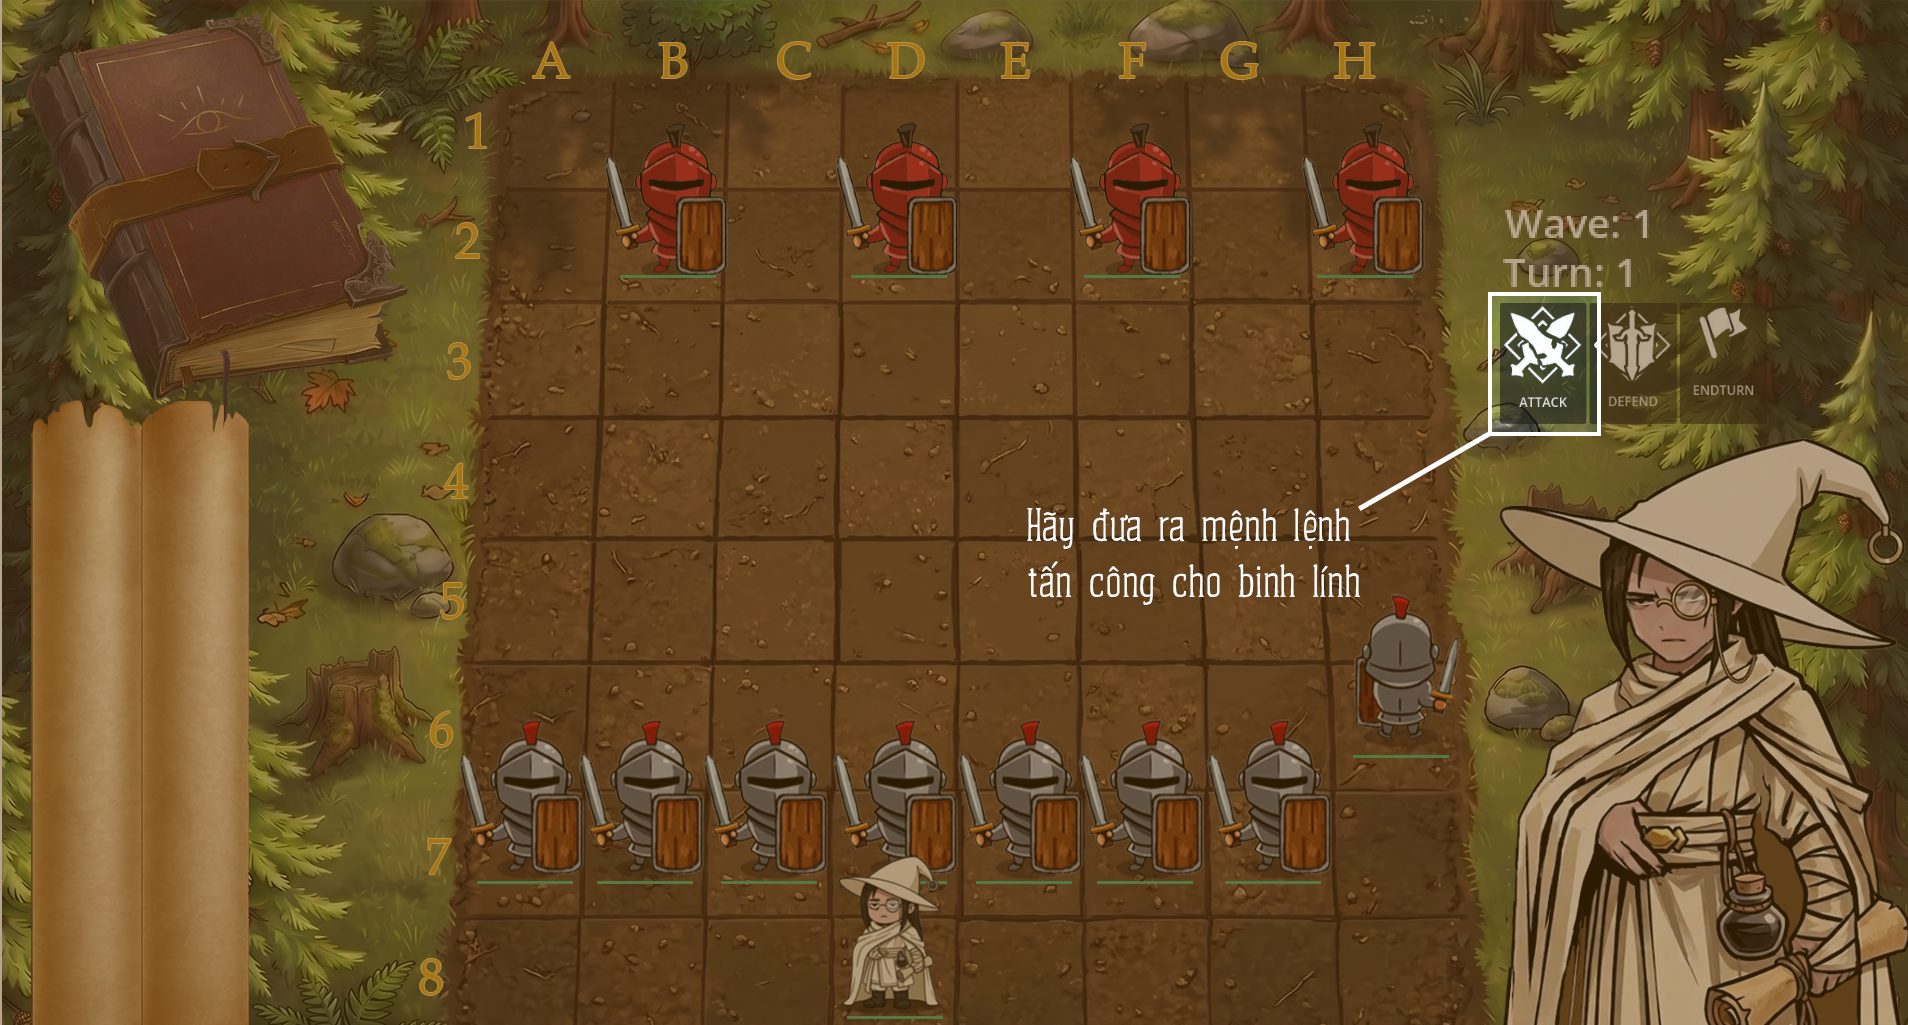 A B C D E F G H
1
2
3
4
5
6
7
8
Wave: 1
Turn: 1
ATTACK
DEFEND
ENDTURN
Hãy đưa ra mệnh lệnh
tấn công cho binh lính